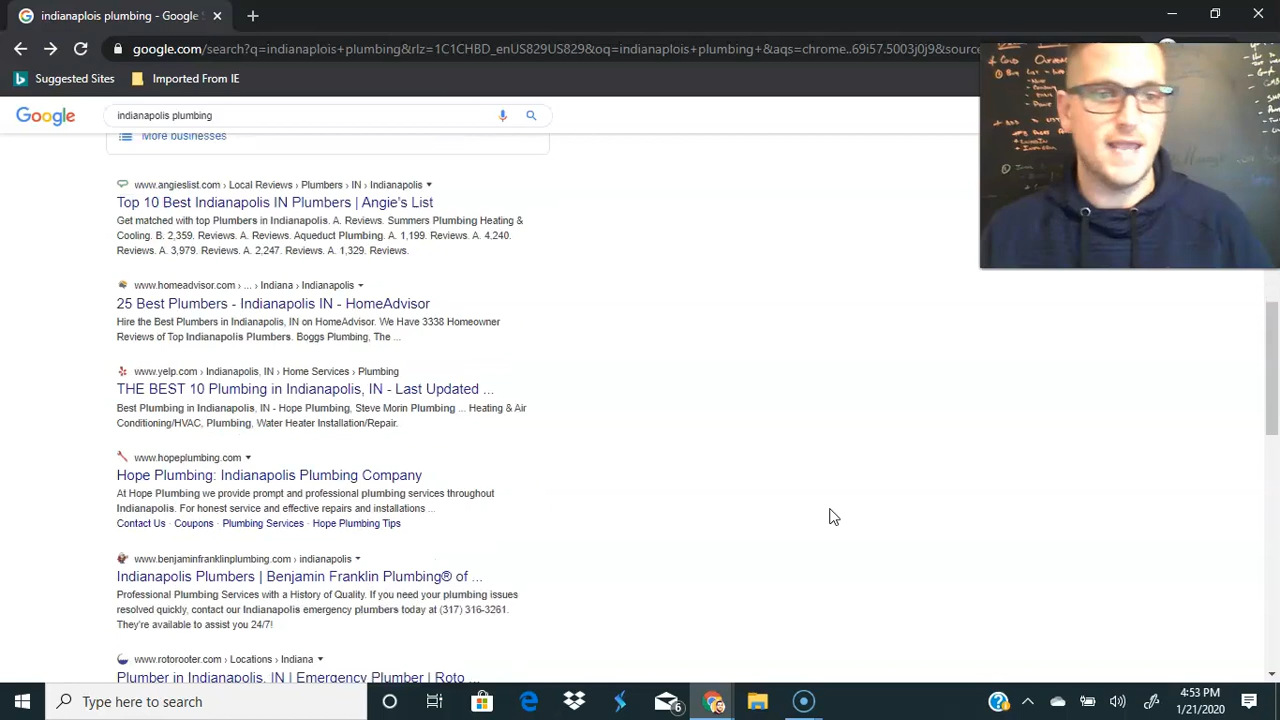 indianaplois plumbing - Google
google.com/search?q=indianaplois+plumbing&rlz=1C1CHBD_enUS829US829&oq=indianaplois+plumbing+&aqs=chrome..69i57.5003j0j9&source
Suggested Sites
Imported From IE
Google
indianapolis plumbing
More businesses
www.angieslist.com › Local Reviews › Plumbers › IN › Indianapolis
Top 10 Best Indianapolis IN Plumbers | Angie's List
Get matched with top Plumbers in Indianapolis. A. Reviews. Summers Plumbing Heating &
Cooling. B. 2,359. Reviews. A. Reviews. Aqueduct Plumbing. A. 1,199. Reviews. A. 4,240.
Reviews. A. 3,979. Reviews. A. 2,247. Reviews. A. 1,329. Reviews.
www.homeadvisor.com › ... › Indiana › Indianapolis
25 Best Plumbers - Indianapolis IN - HomeAdvisor
Hire the Best Plumbers in Indianapolis, IN on HomeAdvisor. We Have 3338 Homeowner
Reviews of Top Indianapolis Plumbers. Boggs Plumbing, The ...
www.yelp.com › Indianapolis, IN › Home Services › Plumbing
THE BEST 10 Plumbing in Indianapolis, IN - Last Updated ...
Best Plumbing in Indianapolis, IN - Hope Plumbing, Steve Morin Plumbing ... Heating & Air
Conditioning/HVAC, Plumbing, Water Heater Installation/Repair.
www.hopeplumbing.com
Hope Plumbing: Indianapolis Plumbing Company
At Hope Plumbing we provide prompt and professional plumbing services throughout
Indianapolis. For honest service and effective repairs and installations ...
Contact Us · Coupons · Plumbing Services · Hope Plumbing Tips
www.benjaminfranklinplumbing.com › indianapolis
Indianapolis Plumbers | Benjamin Franklin Plumbing® of ...
Professional Plumbing Services with a History of Quality. If you need your plumbing issues
resolved quickly, contact our Indianapolis emergency plumbers today at (317) 316-3261.
They're available to assist you 24/7!
www.rotorooter.com › Locations › Indiana
Plumber in Indianapolis, IN | Emergency Plumber | Roto ...
Type here to search
6
4:53 PM
1/21/2020